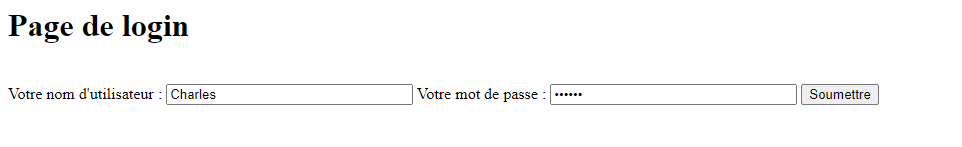 Page de login
Votre nom d'utilisateur : Charles Votre mot de passe : •••••• Soumettre